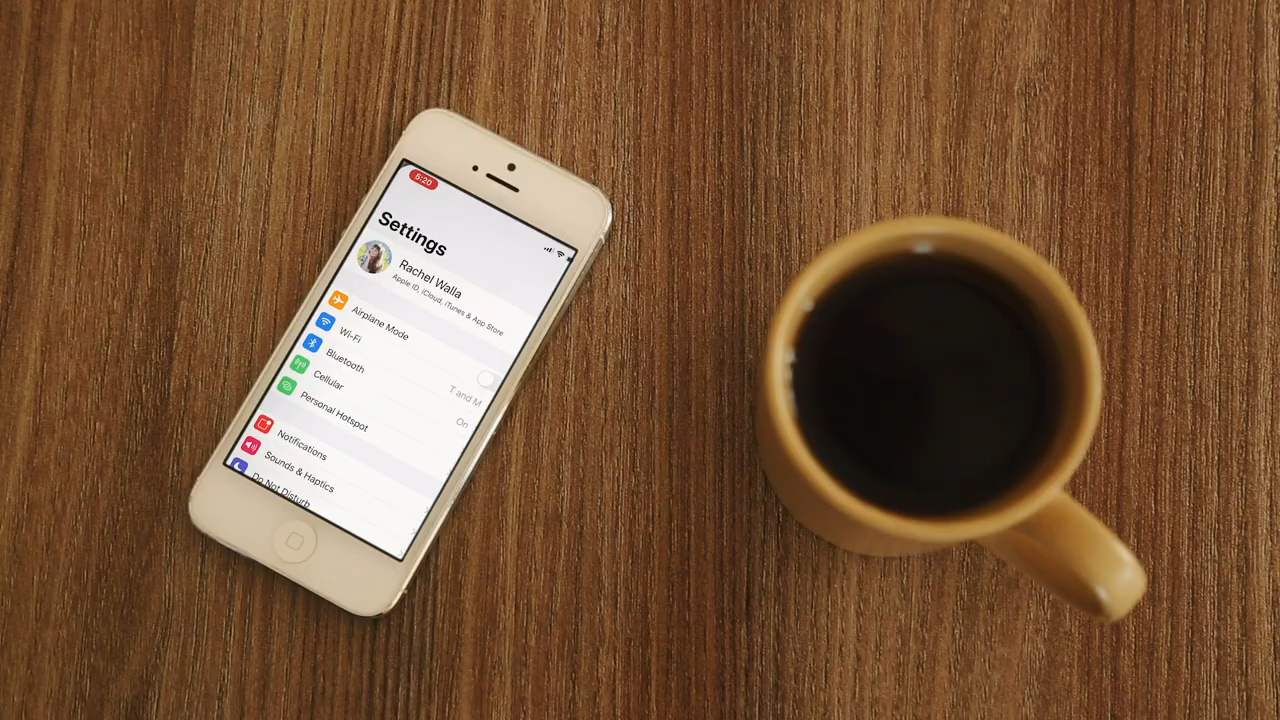 5:20
Settings
Rachel Walla
Apple ID, iCloud, iTunes & App Store
Airplane Mode
Wi-Fi
T and M
Bluetooth
On
Cellular
Personal Hotspot
Notifications
Sounds & Haptics
Do Not Disturb